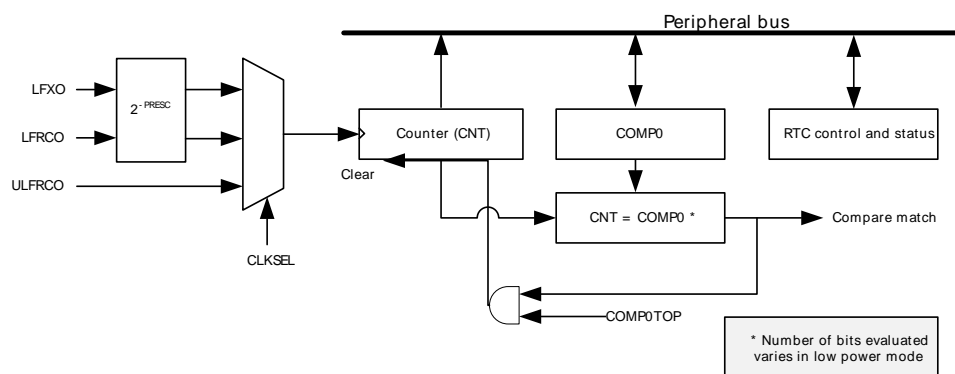 Peripheral bus
LFXO
2^-PRESC
LFRCO
Counter (CNT)
COMP0
RTC control and status
Clear
ULFRCO
CNT = COMP0 *
Compare match
CLKSEL
COMP0TOP
* Number of bits evaluated
varies in low power mode